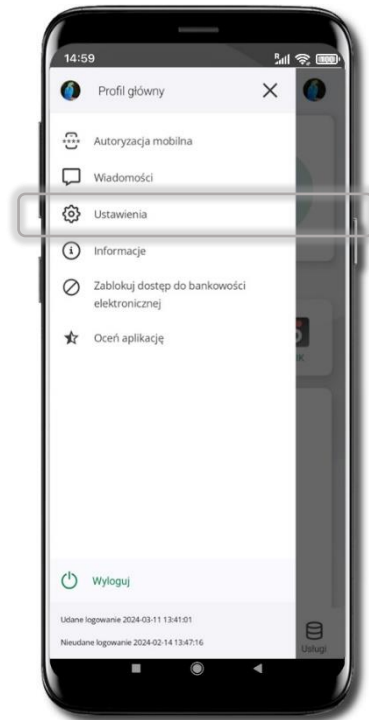 14:59
Profil główny
Autoryzacja mobilna
Wiadomości
Ustawienia
Informacje
Zablokuj dostęp do bankowości
elektronicznej
Oceń aplikację
Wyloguj
Udane logowanie 2024-03-11 13:41:01
Nieudane logowanie 2024-02-14 13:47:16
Usługi